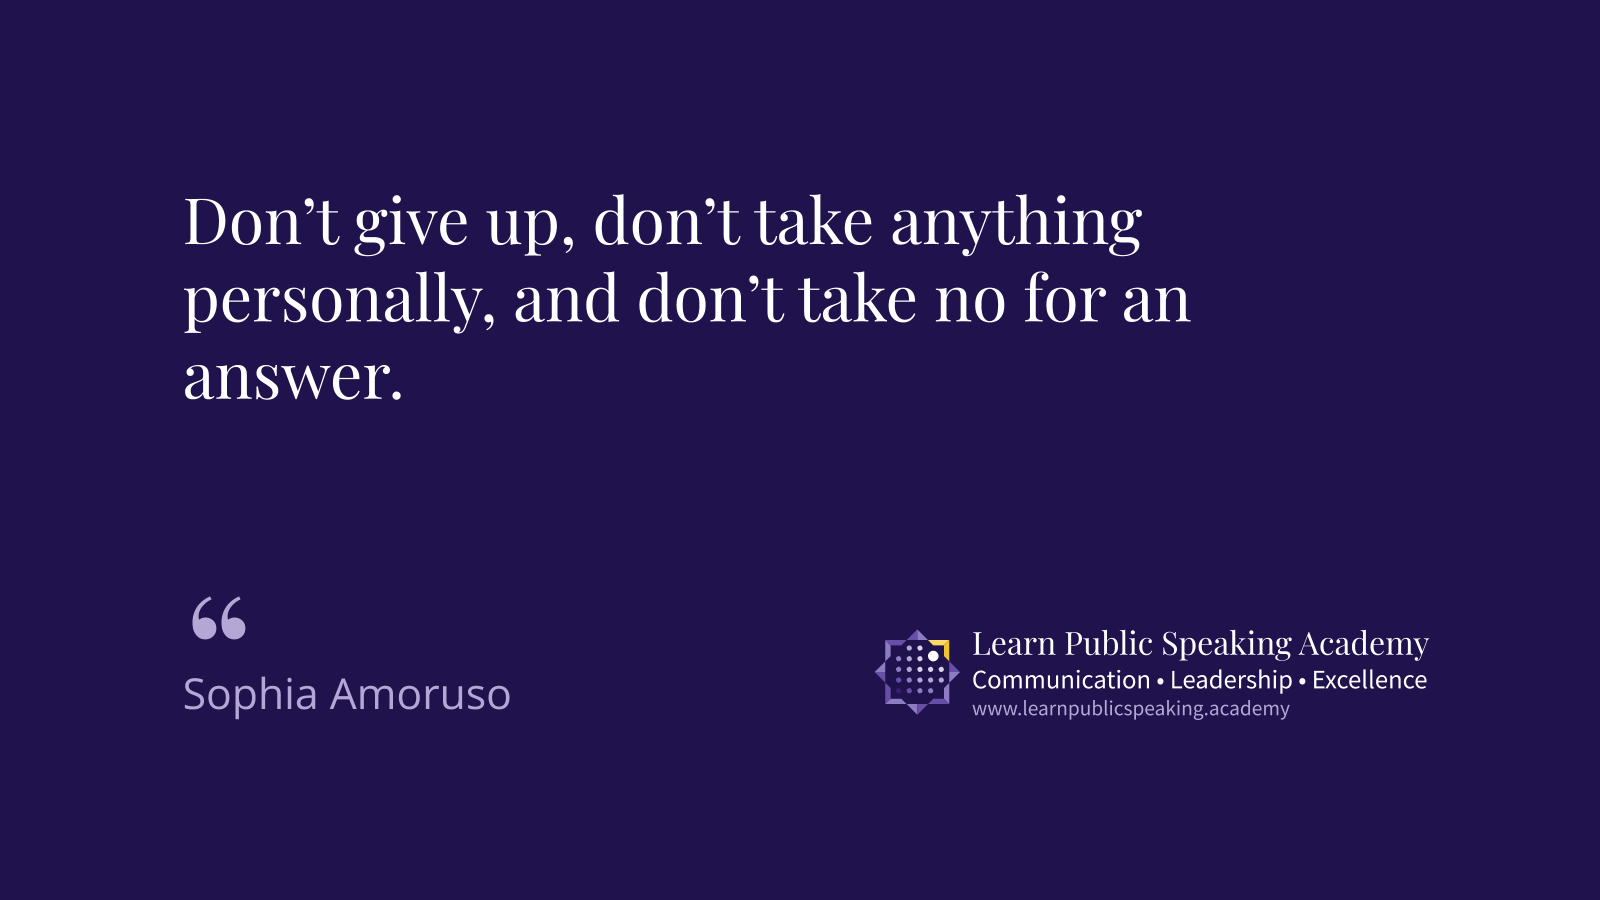 Don’t give up, don’t take anything
personally, and don’t take no for an
answer.
“
Sophia Amoruso
Learn Public Speaking Academy
Communication • Leadership • Excellence
www.learnpublicspeaking.academy